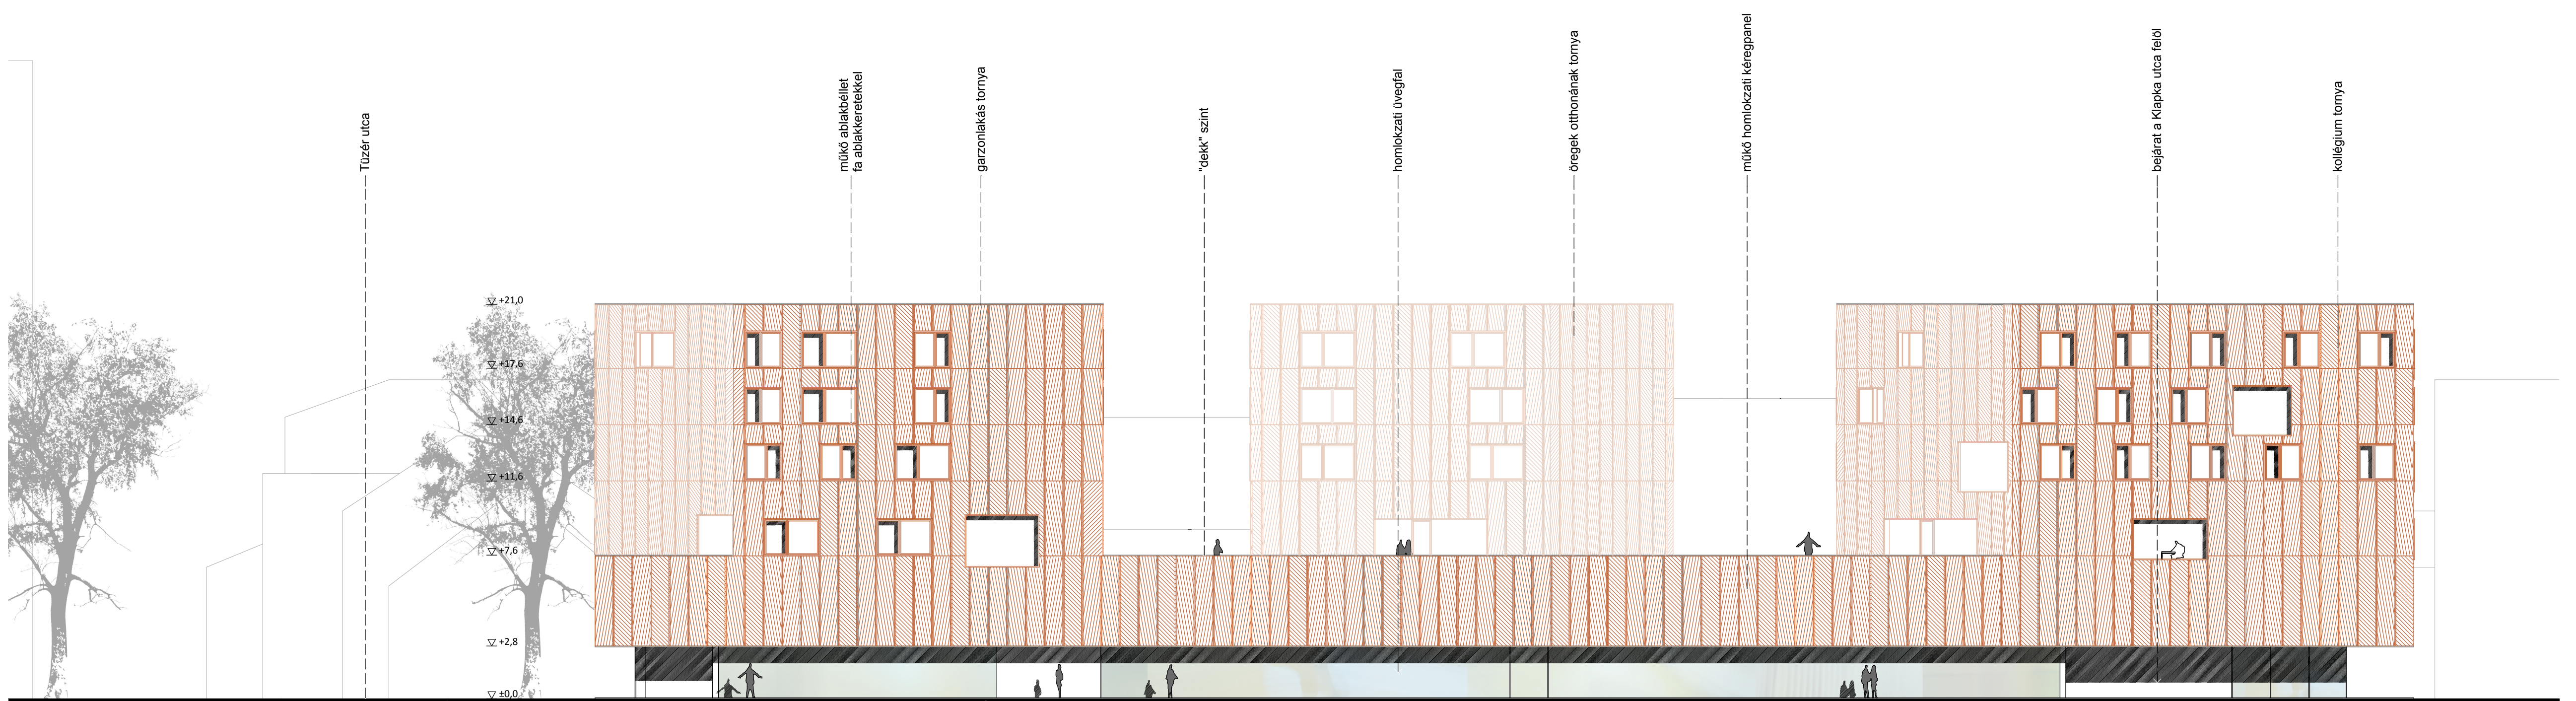 Tüzér utca
műkő ablakbéllet
fa ablakkeretekkel
garzonlakás tornya
"dekk" szint
homlokzati üvegfal
öregek otthonának tornya
műkő homlokzati kéregpanel
bejárat a Klapka utca felöl
kollégium tornya
+21,0
+17,6
+14,6
+11,6
+7,6
+2,8
±0,0